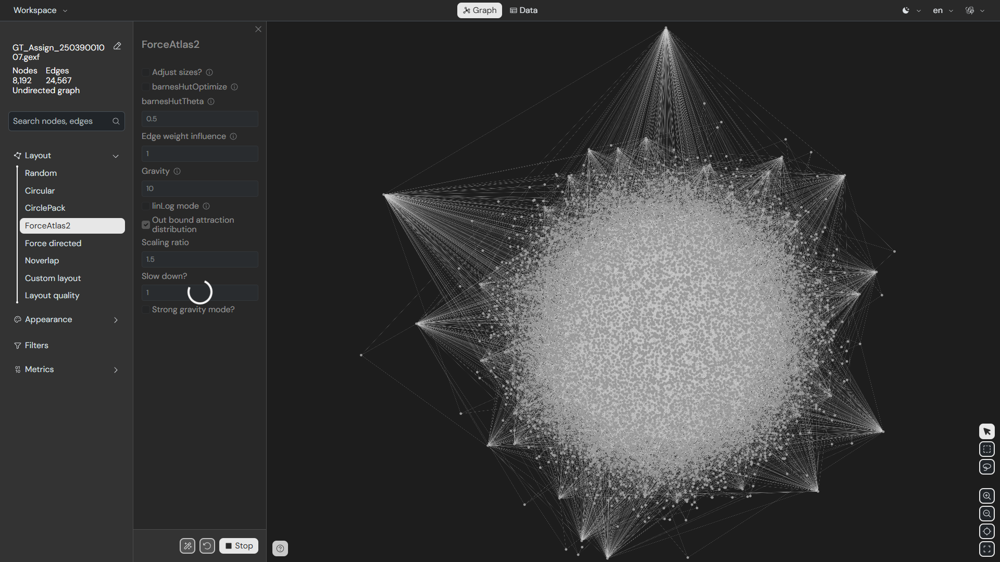 Workspace
Graph
Data
en
GT_Assign_250390010
07.gexf
Nodes Edges
8,192 24,567
Undirected graph
Search nodes, edges
Layout
Random
Circular
CirclePack
ForceAtlas2
Force directed
Noverlap
Custom layout
Layout quality
Appearance
Filters
Metrics
ForceAtlas2
Adjust sizes?
barnesHutOptimize
barnesHutTheta
0.5
Edge weight influence
1
Gravity
10
linLog mode
Out bound attraction
distribution
Scaling ratio
1.5
Slow down?
1
Strong gravity mode?
Stop